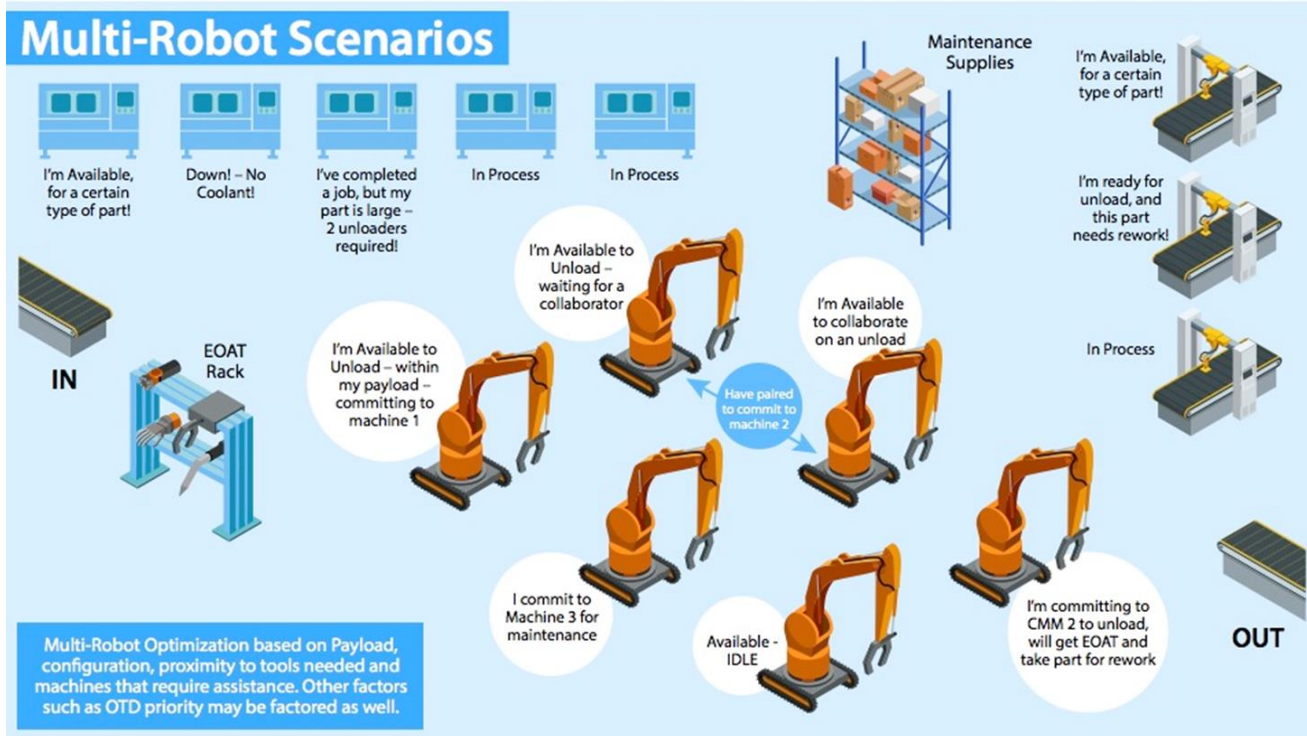 Multi-Robot Scenarios
I'm Available,
for a certain
type of part!
Down! – No
Coolant!
I've completed
a job, but my
part is large –
2 unloaders
required!
In Process
In Process
Maintenance
Supplies
I'm Available,
for a certain
type of part!
I'm ready for
unload, and
this part
needs rework!
In Process
IN
EOAT
Rack
I'm Available to
Unload –
waiting for a
collaborator
I'm Available
to collaborate
on an unload
I'm Available to
Unload – within
my payload –
committing to
machine 1
Have paired
to commit to
machine 2
I commit to
Machine 3 for
maintenance
Available -
IDLE
I'm committing to
CMM 2 to unload,
will get EOAT and
take part for rework
OUT
Multi-Robot Optimization based on Payload,
configuration, proximity to tools needed and
machines that require assistance. Other factors
such as OTD priority may be factored as well.